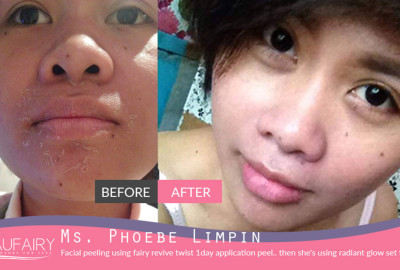 BEFORE
AFTER
AUFAIRY
Ms. Phoebe Limpin
Facial peeling using fairy revive twist 1day application peel.. then she's using radiant glow set